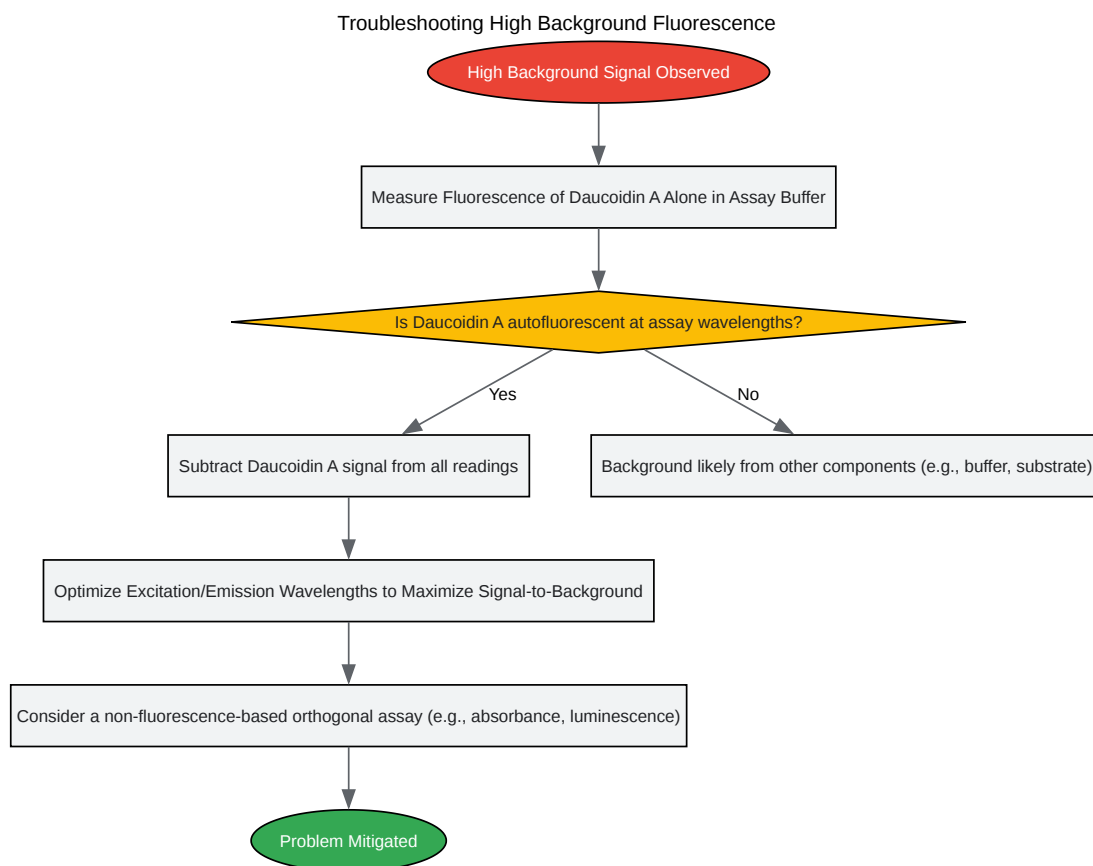 Troubleshooting High Background Fluorescence
High Background Signal Observed
Measure Fluorescence of Daucoidin A Alone in Assay Buffer
Is Daucoidin A autofluorescent at assay wavelengths?
Yes
No
Subtract Daucoidin A signal from all readings
Background likely from other components (e.g., buffer, substrate)
Optimize Excitation/Emission Wavelengths to Maximize Signal-to-Background
Consider a non-fluorescence-based orthogonal assay (e.g., absorbance, luminescence)
Problem Mitigated